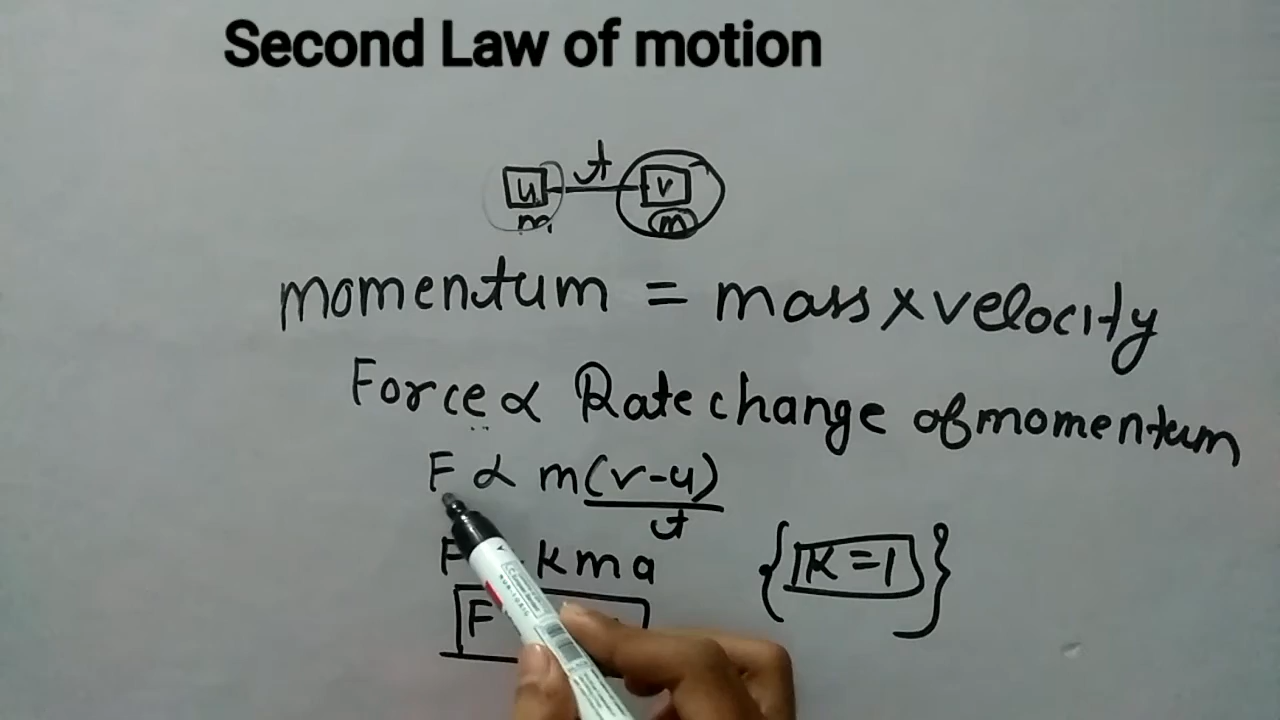 Second Law of motion
u t v
m m
momentum = mass x velocity
Force ∝ Rate change of momentum
F ∝ m(v-u)
t
F kma {K=1}
F